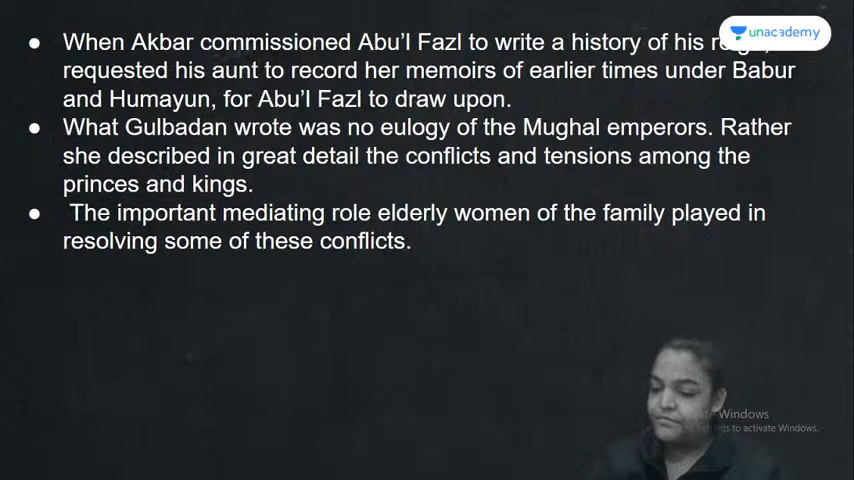 ● When Akbar commissioned Abu'l Fazl to write a history of his
requested his aunt to record her memoirs of earlier times under Babur
and Humayun, for Abu'l Fazl to draw upon.
● What Gulbadan wrote was no eulogy of the Mughal emperors. Rather
she described in great detail the conflicts and tensions among the
princes and kings.
● The important mediating role elderly women of the family played in
resolving some of these conflicts.
unacademy
Windows
to activate Windows.